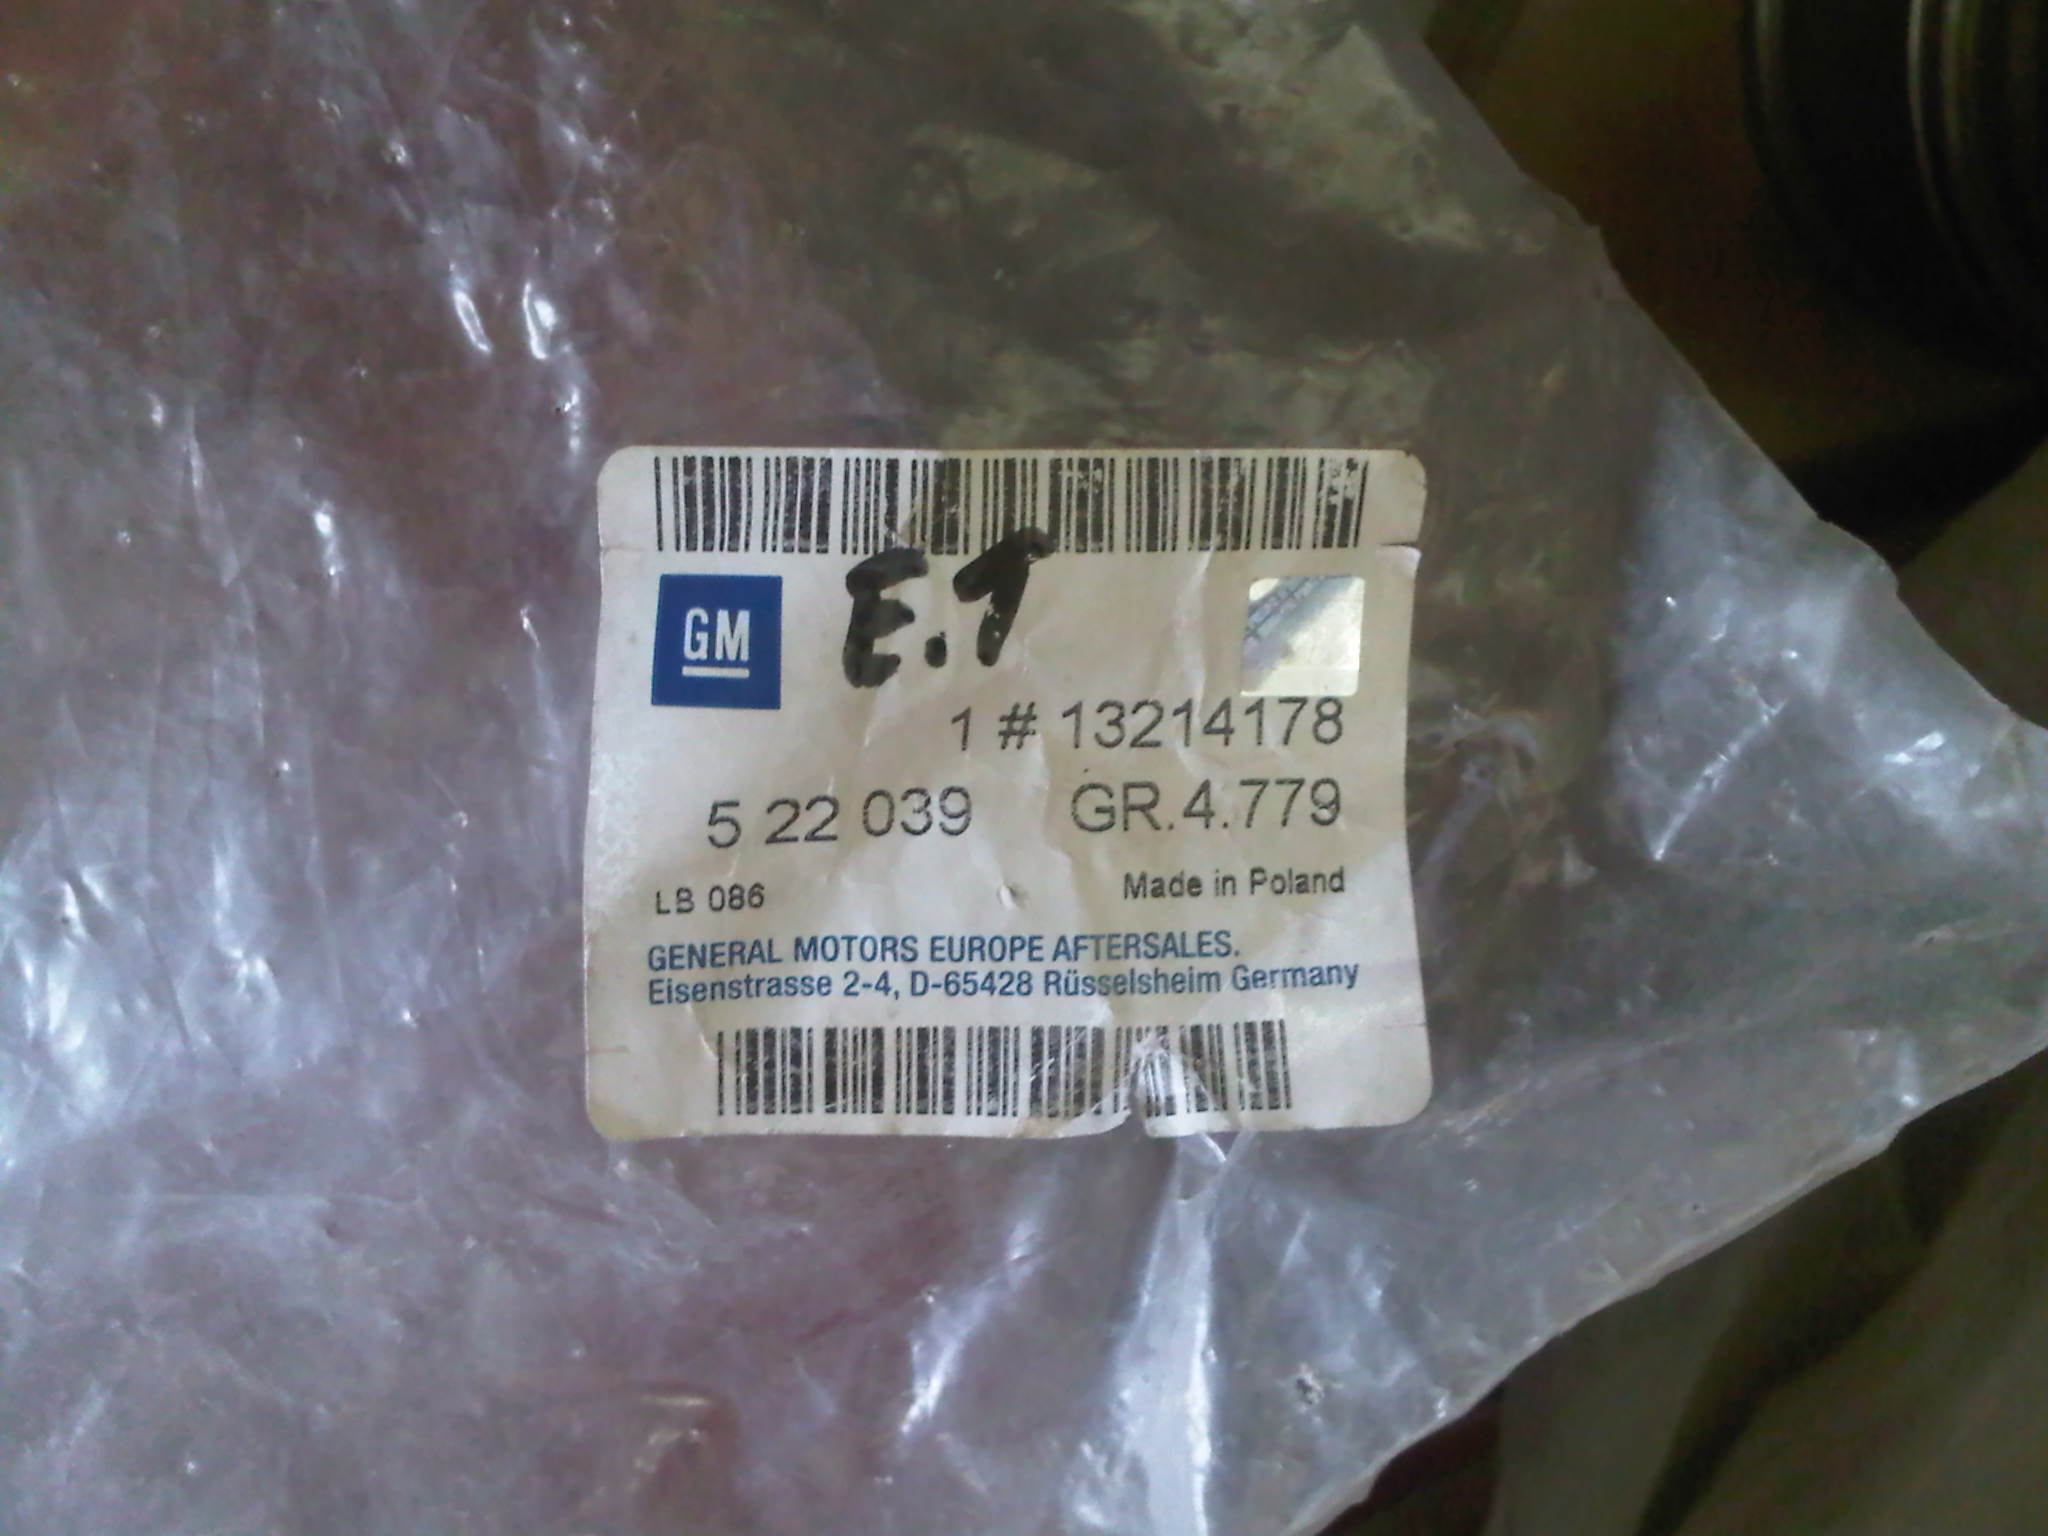 GM
E.1
1 # 13214178
5 22 039 GR.4.779
LB 086 Made in Poland
GENERAL MOTORS EUROPE AFTERSALES.
Eisenstrasse 2-4, D-65428 Rüsselsheim Germany